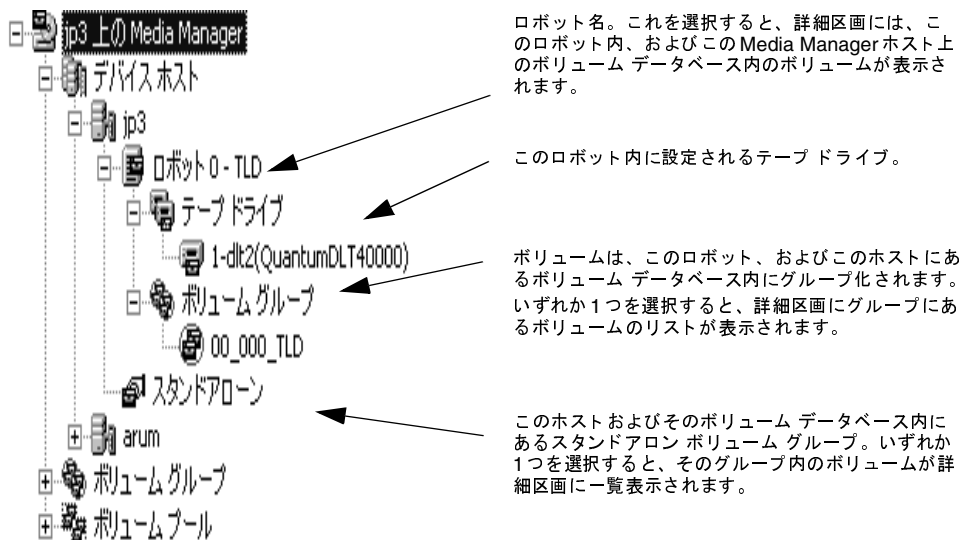 jp3 上の Media Manager
デバイス ホスト
jp3
ロボット 0 - TLD
テープ ドライブ
1-dlt2(QuantumDLT40000)
ボリューム グループ
00_000_TLD
スタンドアローン
arum
ボリューム グループ
ボリューム プール
ロボット名。これを選択すると、詳細区画には、こ
のロボット内、およびこの Media Manager ホスト上
のボリューム データベース内のボリュームが表示さ
れます。
このロボット内に設定されるテープ ドライブ。
ボリュームは、このロボット、およびこのホストにあ
るボリューム データベース内にグループ化されます。
いずれか 1 つを選択すると、詳細区画にグループにあ
るボリュームのリストが表示されます。
このホストおよびそのボリューム データベース内に
あるスタンドアロン ボリューム グループ。いずれか
1つを選択すると、そのグループ内のボリュームが詳
細区画に一覧表示されます。